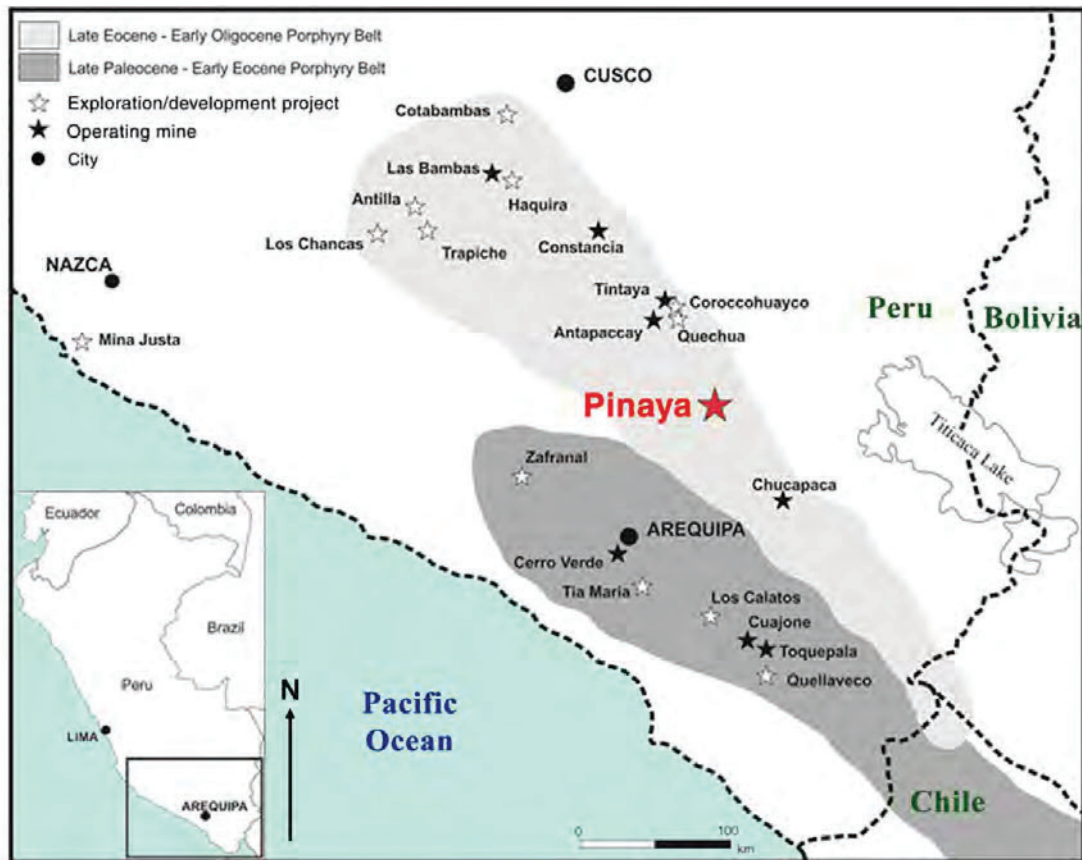 Late Eocene - Early Oligocene Porphyry Belt
Late Paleocene - Early Eocene Porphyry Belt
Exploration/development project
Operating mine
City
CUSCO
Cotabambas
Las Bambas
Haquira
Antilla
Los Chancas
Trapiche
Constancia
NAZCA
Mina Justa
Tintaya
Coroccohuayco
Antapaccay
Quechua
Peru
Bolivia
Pinaya
Titicaca Lake
Zafranal
Chucapaca
AREQUIPA
Cerro Verde
Tia Maria
Los Calatos
Cuajone
Toquepala
Quellaveco
Pacific
Ocean
Chile
N
0
100
km
Ecuador
Colombia
Brazil
Peru
LIMA
AREQUIPA